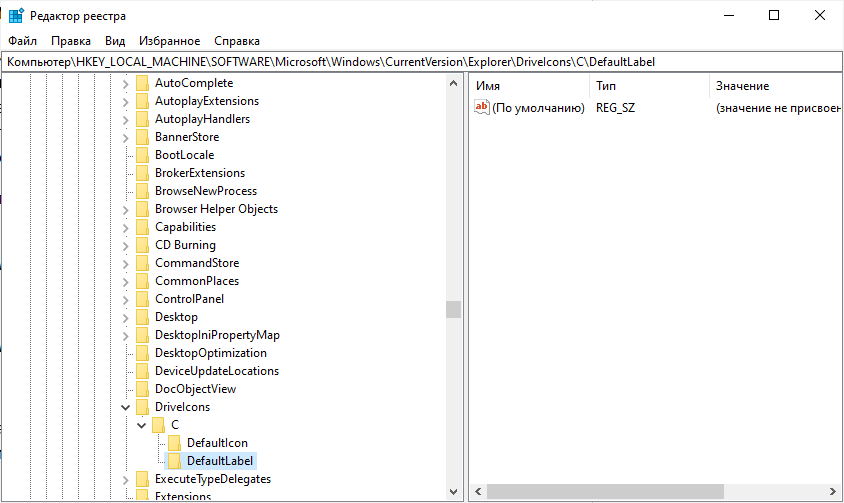 Редактор реестра
Файл Правка Вид Избранное Справка
Компьютер\HKEY_LOCAL_MACHINE\SOFTWARE\Microsoft\Windows\CurrentVersion\Explorer\DriveIcons\C\DefaultLabel
AutoComplete
AutoplayExtensions
AutoplayHandlers
BannerStore
BootLocale
BrokerExtensions
BrowseNewProcess
Browser Helper Objects
Capabilities
CD Burning
CommandStore
CommonPlaces
ControlPanel
Desktop
DesktopIniPropertyMap
DesktopOptimization
DeviceUpdateLocations
DocObjectView
DriveIcons
C
DefaultIcon
DefaultLabel
ExecuteTypeDelegates
Extensions
Имя Тип Значение
ab (По умолчанию) REG_SZ (значение не присвоен